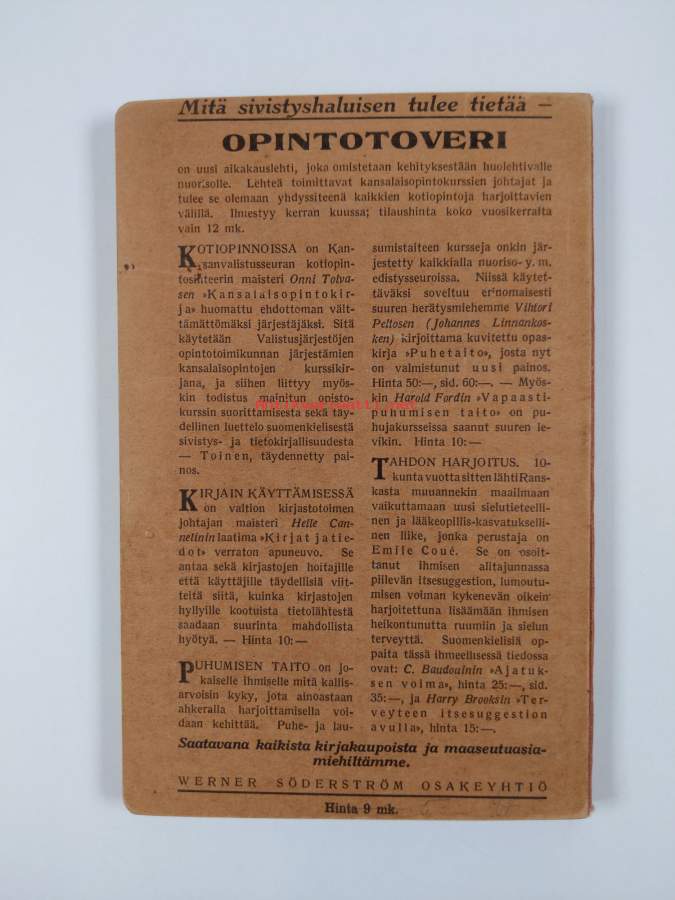 Mitä sivistyshaluisen tulee tietää —
OPINTOTOVERI
on uusi aikakauslehti, joka omistetaan kehityksestään huolehtivalle
nuorisolle. Lehteä toimittavat kansalaisopintokurssien johtajat ja
tulee se olemaan yhdyssiteenä kaikkien kotiopintoja harjoittavien
välillä. Ilmestyy kerran kuussa; tilaushinta koko vuosikerralta
vain 12 mk.
KOTIOPINNOISSA on Kan-
sanvalistusseuran kotiopin-
tosihteerin maisteri Onni Tolva-
sen »Kansalaisopintokir-
ja» huomattu ehdottoman vält-
tämättömäksi järjestäjäksi. Sitä
käytetään Valistusjärjestöjen
opintotoimikunnan järjestämien
kansalaisopintojen kurssikir-
jana, ja siihen liittyy myös-
kin todistus mainitun opisto-
kurssin suorittamisesta sekä täy-
dellinen luettelo suomenkielisestä
sivistys- ja tietokirjallisuudesta
— Toinen, täydennetty pai-
nos.
KIRJAIN KÄYTTÄMISESSÄ
on valtion kirjastotoimen
johtajan maisteri Helle Can-
nelinin laatima »Kirjat ja tie-
dot» verraton apuneuvo. Se
antaa sekä kirjastojen hoitajille
että käyttäjille täydellisiä viit-
teitä siitä, kuinka kirjastojen
hyllyille kootuista tietolähteistä
saadaan suurinta mahdollista
hyötyä. — Hinta 10: —
PUHUMISEN TAITO on jo-
kaiselle ihmiselle mitä kallis-
arvoisin kyky, jota ainoastaan
ahkeralla harjoittamisella voi-
daan kehittää. Puhe- ja lau-
sumistaiteen kursseja onkin jär-
jestetty kaikkialla nuoriso- y. m.
edistysseuroissa. Niissä käytet-
täväksi soveltuu erinomaisesti
suuren herätysmiehemme Vihtori
Peltosen (Johannes Linnankos-
ken) kirjoittama kuvitettu opas-
kirja »Puhetaito», josta nyt
on valmistunut uusi painos.
Hinta 50:—, sid. 60:—. — Myös-
kin Harold Fordin »Vapaasti-
puhumisen taito» on pu-
hujakursseissa saanut suuren le-
vikin. Hinta 10: —
TAHDON HARJOITUS. 10-
kunta vuotta sitten lähti Rans-
kasta muuannekin maailmaan
vaikuttamaan uusi sielutieteelli-
nen ja lääkeopillis-kasvatukselli-
nen liike, jonka perustaja on
Emile Coué. Se on osoit-
tanut ihmisen alitajunnassa
piilevän itsesuggestion, lumoutu-
misen voiman kykenevän oikein
harjoitettuna lisäämään ihmisen
heikontunutta ruumiin ja sielun
terveyttä. Suomenkielisiä op-
paita tässä ihmeellisessä tiedossa
ovat: C. Baudouinin »Ajatuk-
sen voima», hinta 25:—, sid.
35:—, ja Harry Brooksin »Ter-
veyteen itsesuggestion
avulla», hinta 15:—.
Saatavana kaikista kirjakaupoista ja maaseutuasia-
miehiltämme.
WERNER SÖDERSTRÖM OSAKEYHTIÖ
Hinta 9 mk.